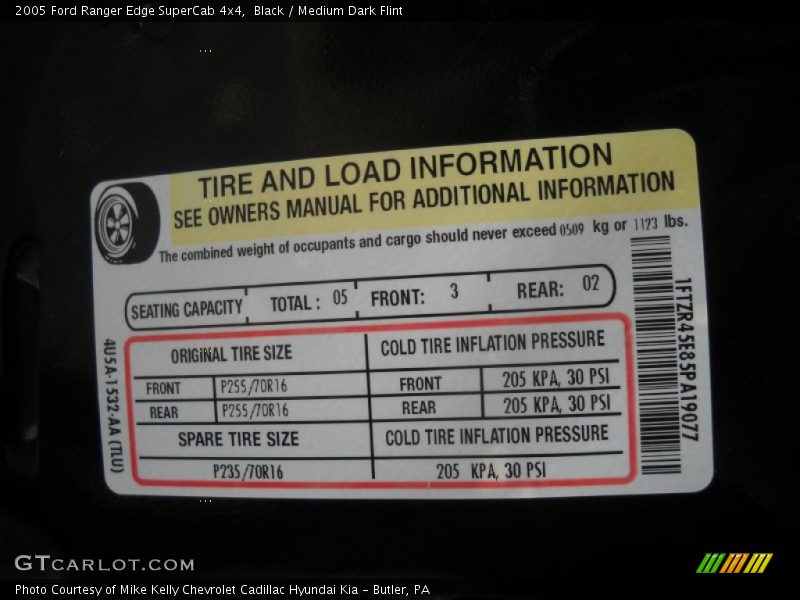 2005 Ford Ranger Edge SuperCab 4x4,  Black / Medium Dark Flint
TIRE AND LOAD INFORMATION
SEE OWNERS MANUAL FOR ADDITIONAL INFORMATION
The combined weight of occupants and cargo should never exceed 0509 kg or 1123 lbs.
SEATING CAPACITY TOTAL : 05 FRONT: 3 REAR: 02
ORIGINAL TIRE SIZE COLD TIRE INFLATION PRESSURE
FRONT P255/70R16 FRONT 205 KPA, 30 PSI
REAR P255/70R16 REAR 205 KPA, 30 PSI
SPARE TIRE SIZE COLD TIRE INFLATION PRESSURE
P235/70R16 205 KPA, 30 PSI
4U5A-1532-AA (TLU)
1FTZR45E85PA19077
GTCARLOT.COM
Photo Courtesy of Mike Kelly Chevrolet Cadillac Hyundai Kia - Butler, PA